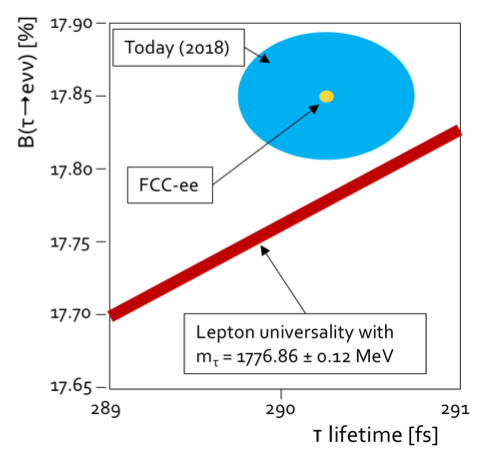 B(τ→eνν) [%]
17.90
17.85
17.80
17.75
17.70
17.65
Today (2018)
FCC-ee
Lepton universality with
mτ = 1776.86 ± 0.12 MeV
289
290
291
τ lifetime [fs]